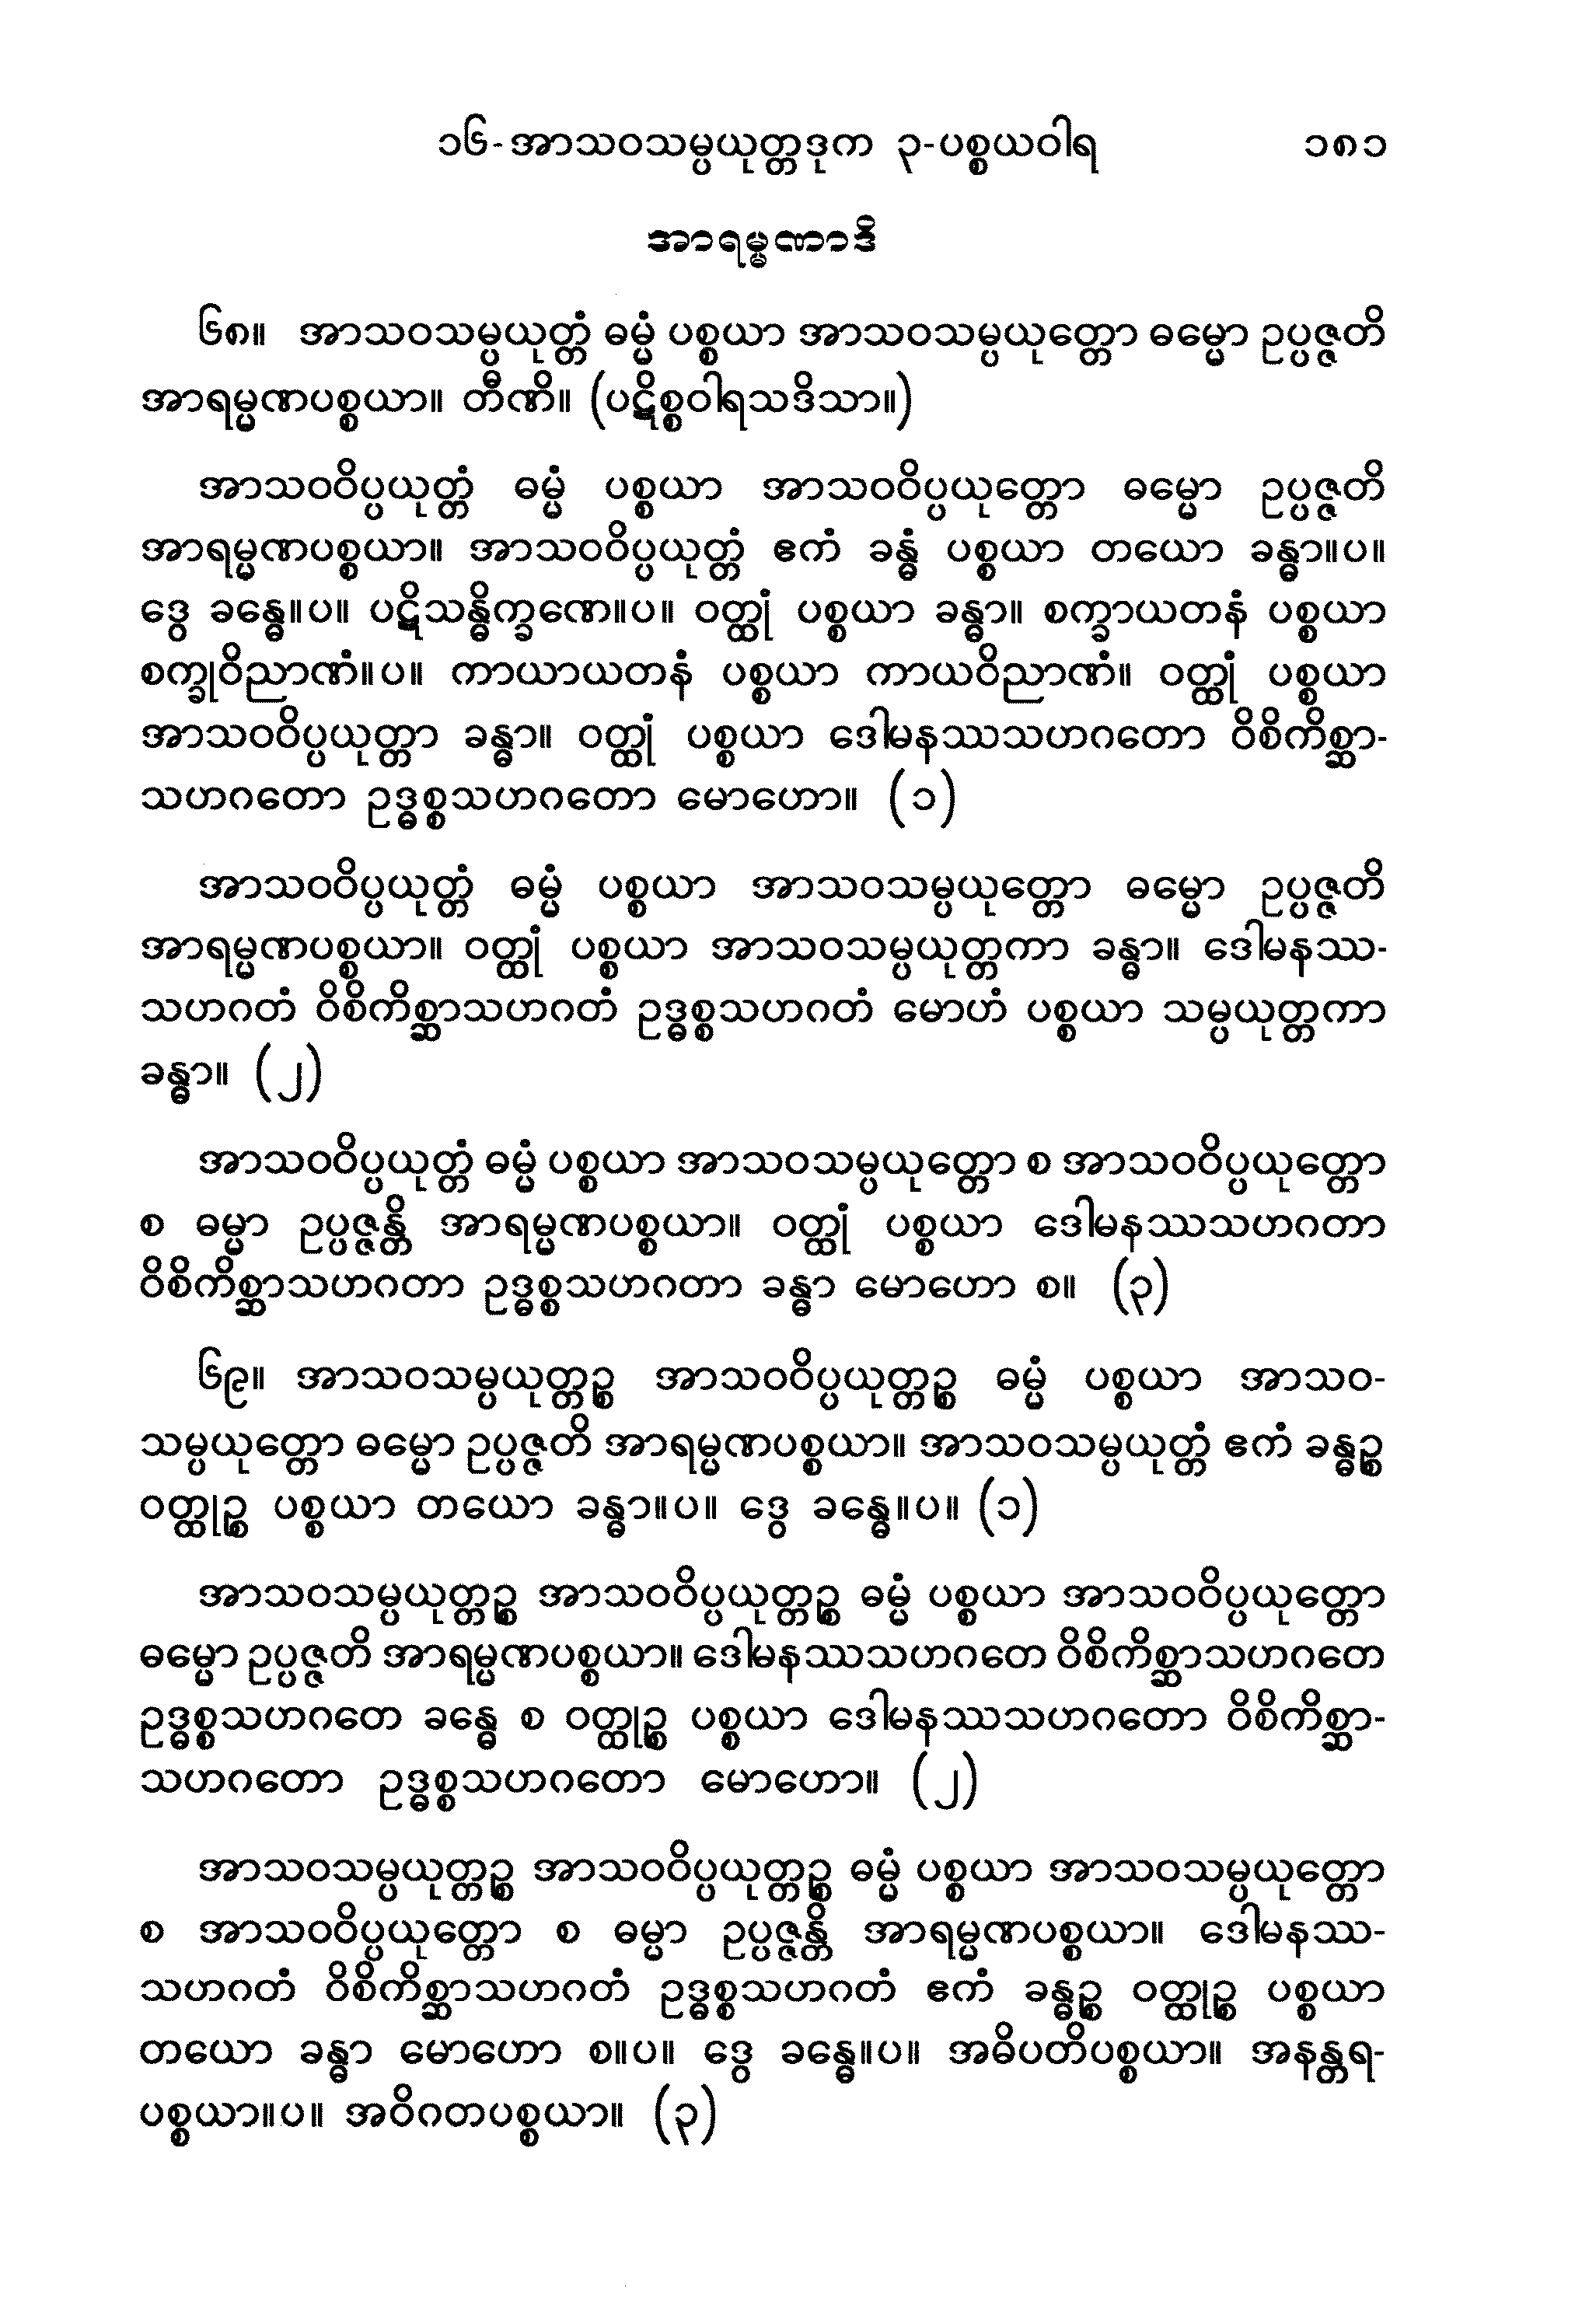 ၁၆-အာသဝသမ္ပယုတ္တဒုက ၃-ပစ္စယဝါရ ၁၈၁
အာရမ္မဏာဒိ
၆၈။ အာသဝသမ္ပယုတ္တံ ဓမ္မံ ပစ္စယာ အာသဝသမ္ပယုတ္တော ဓမ္မော ဥပ္ပဇ္ဇတိ
အာရမ္မဏပစ္စယာ။ တီဏိ။ (ပဋိစ္စဝါရသဒိသာ။)
အာသဝဝိပ္ပယုတ္တံ ဓမ္မံ ပစ္စယာ အာသဝဝိပ္ပယုတ္တော ဓမ္မော ဥပ္ပဇ္ဇတိ
အာရမ္မဏပစ္စယာ။ အာသဝဝိပ္ပယုတ္တံ ဧကံ ခန္ဓံ ပစ္စယာ တယော ခန္ဓာ။ပ။
ဒွေ ခန္ဓေ။ပ။ ပဋိသန္ဓိက္ခဏေ။ပ။ ဝတ္ထုံ ပစ္စယာ ခန္ဓာ။ စက္ခာယတနံ ပစ္စယာ
စက္ခုဝိညာဏံ။ပ။ ကာယာယတနံ ပစ္စယာ ကာယဝိညာဏံ။ ဝတ္ထုံ ပစ္စယာ
အာသဝဝိပ္ပယုတ္တာ ခန္ဓာ။ ဝတ္ထုံ ပစ္စယာ ဒေါမနဿသဟဂတော ဝိစိကိစ္ဆာ-
သဟဂတော ဥဒ္ဓစ္စသဟဂတော မောဟော။ (၁)
အာသဝဝိပ္ပယုတ္တံ ဓမ္မံ ပစ္စယာ အာသဝသမ္ပယုတ္တော ဓမ္မော ဥပ္ပဇ္ဇတိ
အာရမ္မဏပစ္စယာ။ ဝတ္ထုံ ပစ္စယာ အာသဝသမ္ပယုတ္တကာ ခန္ဓာ။ ဒေါမနဿ-
သဟဂတံ ဝိစိကိစ္ဆာသဟဂတံ ဥဒ္ဓစ္စသဟဂတံ မောဟံ ပစ္စယာ သမ္ပယုတ္တကာ
ခန္ဓာ။ (၂)
အာသဝဝိပ္ပယုတ္တံ ဓမ္မံ ပစ္စယာ အာသဝသမ္ပယုတ္တော စ အာသဝဝိပ္ပယုတ္တော
စ ဓမ္မာ ဥပ္ပဇ္ဇန္တိ အာရမ္မဏပစ္စယာ။ ဝတ္ထုံ ပစ္စယာ ဒေါမနဿသဟဂတာ
ဝိစိကိစ္ဆာသဟဂတာ ဥဒ္ဓစ္စသဟဂတာ ခန္ဓာ မောဟော စ။ (၃)
၆၉။ အာသဝသမ္ပယုတ္တဉ္စ အာသဝဝိပ္ပယုတ္တဉ္စ ဓမ္မံ ပစ္စယာ အာသဝ-
သမ္ပယုတ္တော ဓမ္မော ဥပ္ပဇ္ဇတိ အာရမ္မဏပစ္စယာ။ အာသဝသမ္ပယုတ္တံ ဧကံ ခန္ဓဉ္စ
ဝတ္ထုဉ္စ ပစ္စယာ တယော ခန္ဓာ။ပ။ ဒွေ ခန္ဓေ။ပ။ (၁)
အာသဝသမ္ပယုတ္တဉ္စ အာသဝဝိပ္ပယုတ္တဉ္စ ဓမ္မံ ပစ္စယာ အာသဝဝိပ္ပယုတ္တော
ဓမ္မော ဥပ္ပဇ္ဇတိ အာရမ္မဏပစ္စယာ။ ဒေါမနဿသဟဂတေ ဝိစိကိစ္ဆာသဟဂတေ
ဥဒ္ဓစ္စသဟဂတေ ခန္ဓေ စ ဝတ္ထုဉ္စ ပစ္စယာ ဒေါမနဿသဟဂတော ဝိစိကိစ္ဆာ-
သဟဂတော ဥဒ္ဓစ္စသဟဂတော မောဟော။ (၂)
အာသဝသမ္ပယုတ္တဉ္စ အာသဝဝိပ္ပယုတ္တဉ္စ ဓမ္မံ ပစ္စယာ အာသဝသမ္ပယုတ္တော
စ အာသဝဝိပ္ပယုတ္တော စ ဓမ္မာ ဥပ္ပဇ္ဇန္တိ အာရမ္မဏပစ္စယာ။ ဒေါမနဿ-
သဟဂတံ ဝိစိကိစ္ဆာသဟဂတံ ဥဒ္ဓစ္စသဟဂတံ ဧကံ ခန္ဓဉ္စ ဝတ္ထုဉ္စ ပစ္စယာ
တယော ခန္ဓာ မောဟော စ။ပ။ ဒွေ ခန္ဓေ။ပ။ အဓိပတိပစ္စယာ။ အနန္တရ-
ပစ္စယာ။ပ။ အဝိဂတပစ္စယာ။ (၃)